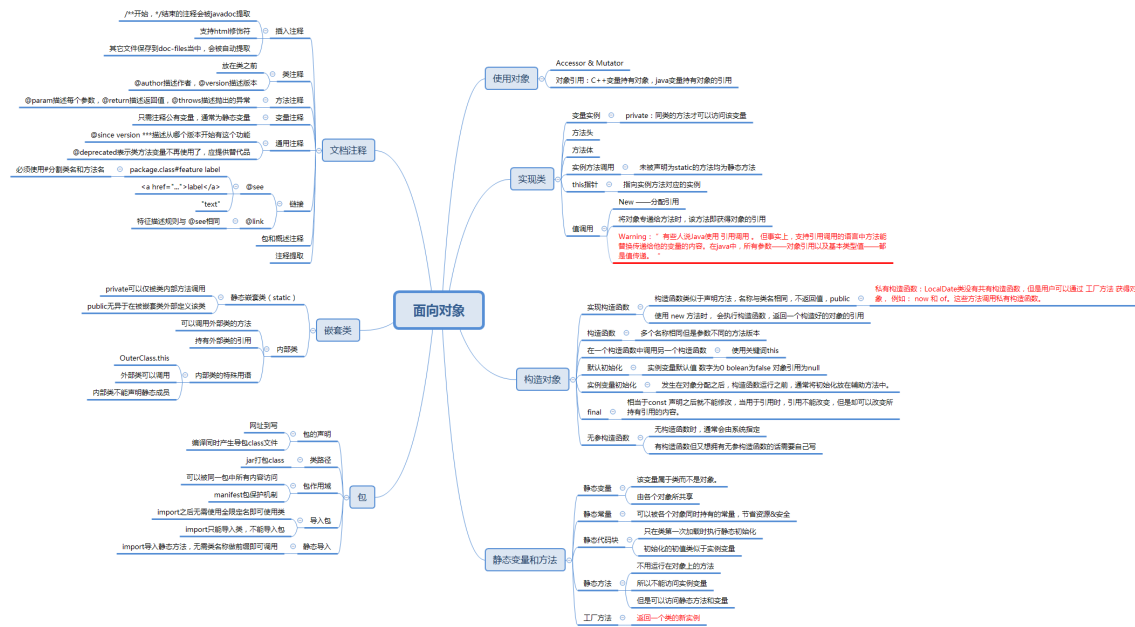 面向对象
文档注释
插入注释
/**开始，*/结束的注释会被javadoc提取
支持html修饰符
其它文件保存到doc-files当中，会被自动提取
类注释
放在类之前
@author描述作者，@version描述版本
方法注释
@param描述每个参数，@return描述返回值，@throws描述抛出的异常
变量注释
只需注释公有变量，通常为静态变量
通用注释
@since version ***描述从哪个版本开始有这个功能
@deprecated表示类方法变量不再使用了，应提供替代品
链接
@see
package.class#feature label
必须使用#分割类名和方法名
<a href="...">label</a>
"text"
@link
特征描述规则与 @see相同
包和概述注释
注释提取
嵌套类
静态嵌套类（static）
private可以仅被类内部方法调用
public无异于在被嵌套类外部定义该类
内部类
可以调用外部类的方法
持有外部类的引用
内部类的特殊用语
OuterClass.this
外部类可以调用
内部类不能声明静态成员
包
包的声明
网址到写
编译同时产生导包class文件
类路径
jar打包class
包作用域
可以被同一包中所有内容访问
manifest包保护机制
导入包
import之后无需使用全限定名即可使用类
import只能导入类，不能导入包
静态导入
import导入静态方法，无需类名称做前缀即可调用
使用对象
Accessor & Mutator
对象引用：C++变量持有对象，java变量持有对象的引用
实现类
变量实例
private：同类的方法才可以访问该变量
方法头
方法体
实例方法调用
未被声明为static的方法均为静态方法
this指针
指向实例方法对应的实例
值调用
New ——分配引用
将对象专递给方法时，该方法即获得对象的引用
Warning：＂ 有些人说Java使用 引用调用 。 但事实上，支持引用调用的语言中方法能
替换传递给他的变量的内容。在java中，所有参数——对象引用以及基本类型值——都
是值传递。＂
构造对象
实现构造函数
构造函数类似于声明方法，名称与类名相同，不返回值，public
私有构造函数：LocalDate类没有共有构造函数，但是用户可以通过 工厂方法 获得对
象， 例如： now 和 of。这些方法调用私有构造函数。
使用 new 方法时， 会执行构造函数，返回一个构造好的对象的引用
构造函数
多个名称相同但是参数不同的方法版本
在一个构造函数中调用另一个构造函数
使用关键词this
默认初始化
实例变量默认值 数字为0 bolean为false 对象引用为null
实例变量初始化
发生在对象分配之后，构造函数运行之前，通常将初始化放在辅助方法中。
final
相当于const 声明之后就不能修改，当用于引用时，引用不能改变，但是却可以改变所
持有引用的内容。
无参构造函数
无构造函数时，通常会由系统指定
有构造函数但又想拥有无参构造函数的话需要自己写
静态变量和方法
静态变量
该变量属于类而不是对象。
由各个对象所共享
静态常量
可以被各个对象同时持有的常量，节省资源&安全
静态代码块
只在类第一次加载时执行静态初始化
初始化的初值类似于实例变量
静态方法
不用运行在对象上的方法
所以不能访问实例变量
但是可以访问静态方法和变量
工厂方法
返回一个类的新实例